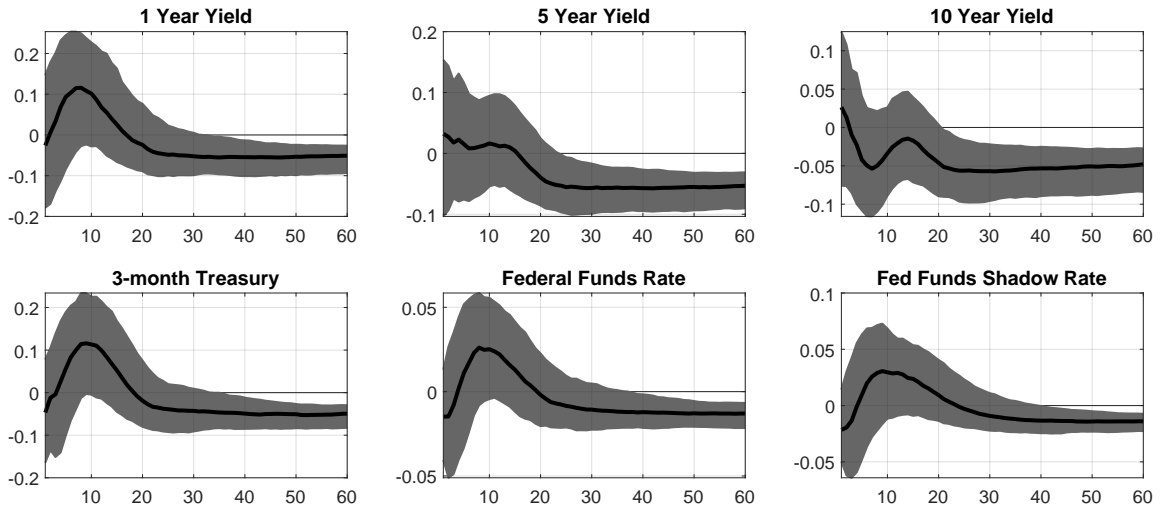 1 Year Yield
0.2
0.1
0
-0.1
-0.2
10 20 30 40 50 60
5 Year Yield
0.2
0.1
0
-0.1
10 20 30 40 50 60
10 Year Yield
0.1
0.05
0
-0.05
-0.1
10 20 30 40 50 60
3-month Treasury
0.2
0.1
0
-0.1
-0.2
10 20 30 40 50 60
Federal Funds Rate
0.05
0
-0.05
10 20 30 40 50 60
Fed Funds Shadow Rate
0.1
0.05
0
-0.05
10 20 30 40 50 60